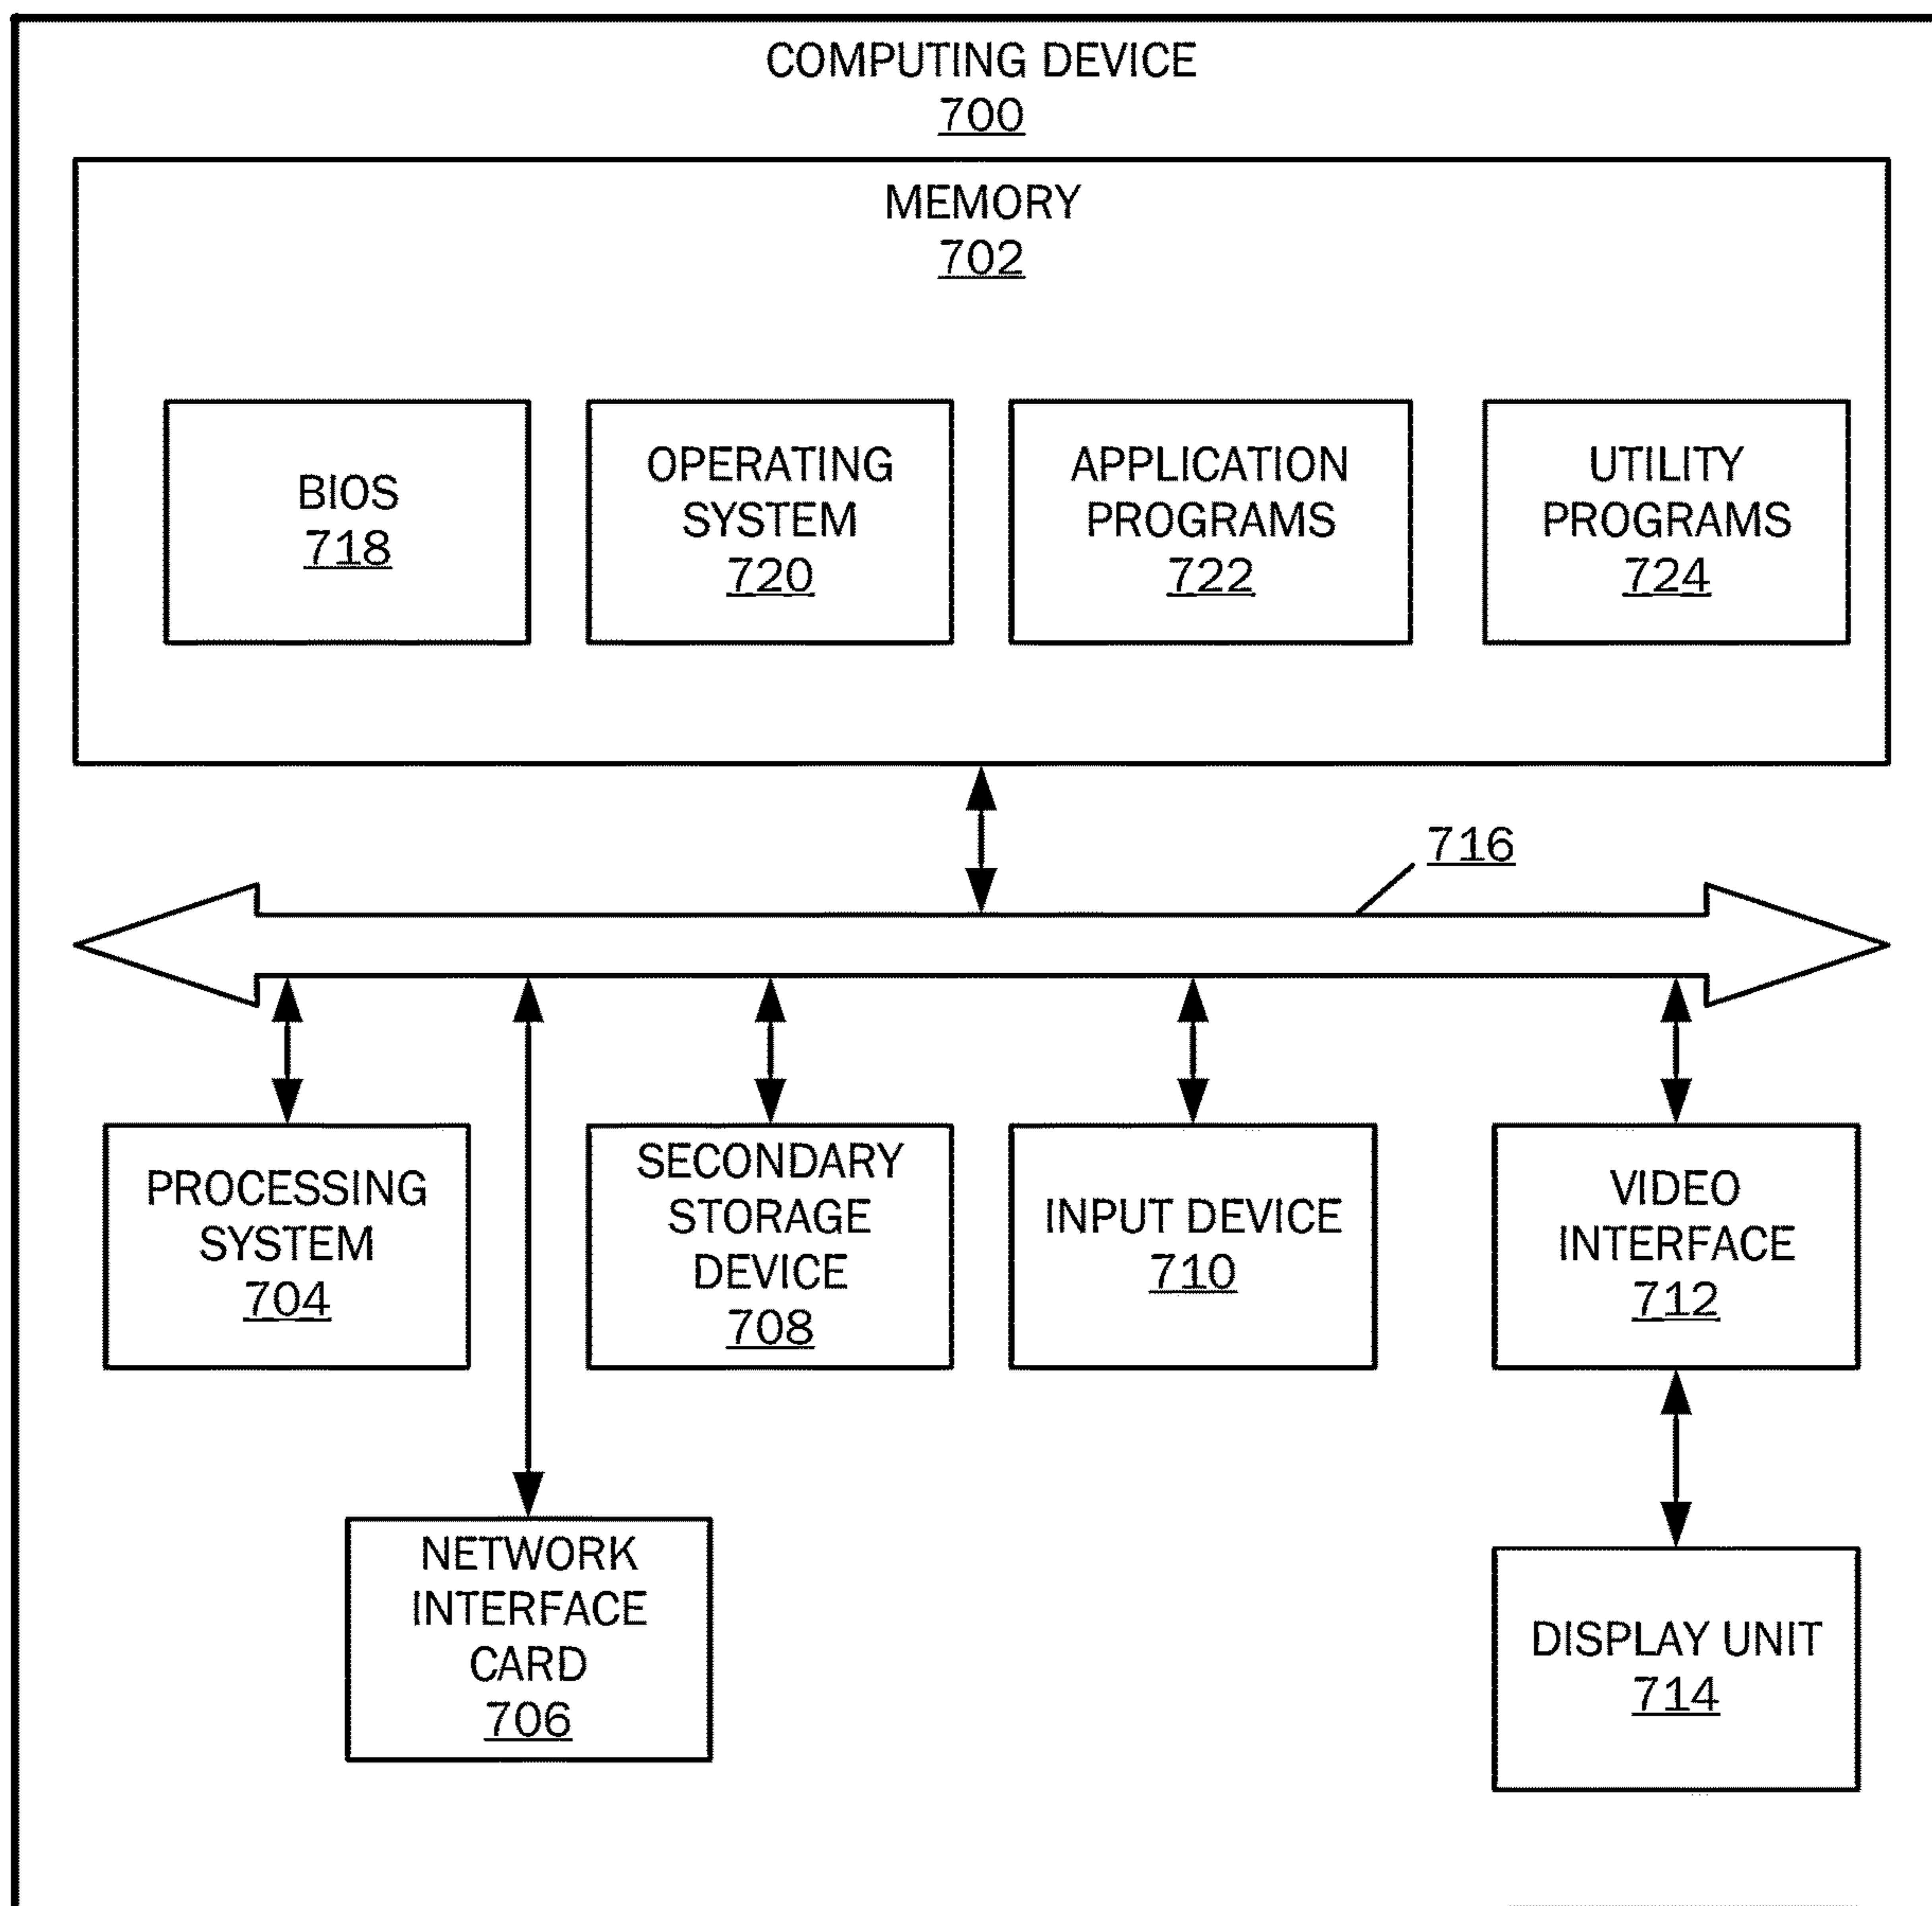 COMPUTING DEVICE
700
MEMORY
702
BIOS
718
OPERATING
SYSTEM
720
APPLICATION
PROGRAMS
722
UTILITY
PROGRAMS
724
716
PROCESSING
SYSTEM
704
SECONDARY
STORAGE
DEVICE
708
INPUT DEVICE
710
VIDEO
INTERFACE
712
NETWORK
INTERFACE
CARD
706
DISPLAY UNIT
714